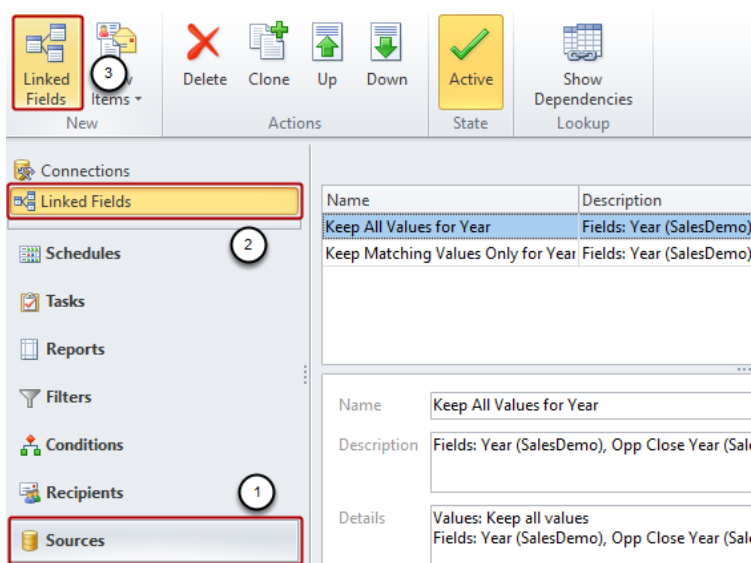 Linked
Fields
Items
Delete
Clone
Up
Down
Active
Show
Dependencies
New
Actions
State
Lookup
3
Connections
Linked Fields
2
Schedules
Tasks
Reports
Filters
Conditions
Recipients
1
Sources
Name
Description
Keep All Values for Year
Fields: Year (SalesDemo)
Keep Matching Values Only for Year
Fields: Year (SalesDemo)
Name
Keep All Values for Year
Description
Fields: Year (SalesDemo), Opp Close Year (Sale
Details
Values: Keep all values
Fields: Year (SalesDemo), Opp Close Year (Sale